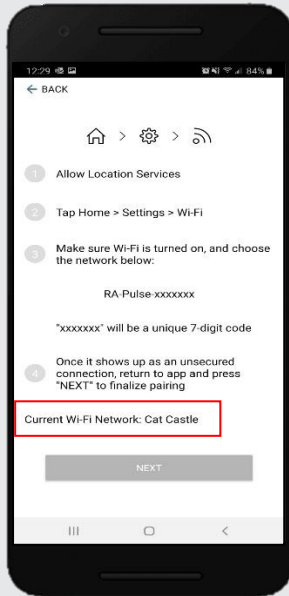 12:29 84%
← BACK
> >
1 Allow Location Services
2 Tap Home > Settings > Wi-Fi
3 Make sure Wi-Fi is turned on, and choose
the network below:
RA-Pulse-xxxxxxx
"xxxxxxx" will be a unique 7-digit code
4 Once it shows up as an unsecured
connection, return to app and press
"NEXT" to finalize pairing
Current Wi-Fi Network: Cat Castle
NEXT